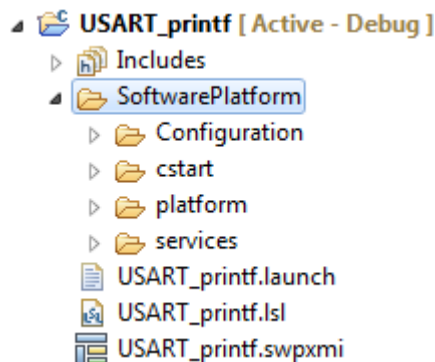 USART_printf [ Active - Debug ]
Includes
SoftwarePlatform
Configuration
cstart
platform
services
USART_printf.launch
USART_printf.lsl
USART_printf.swpxmi